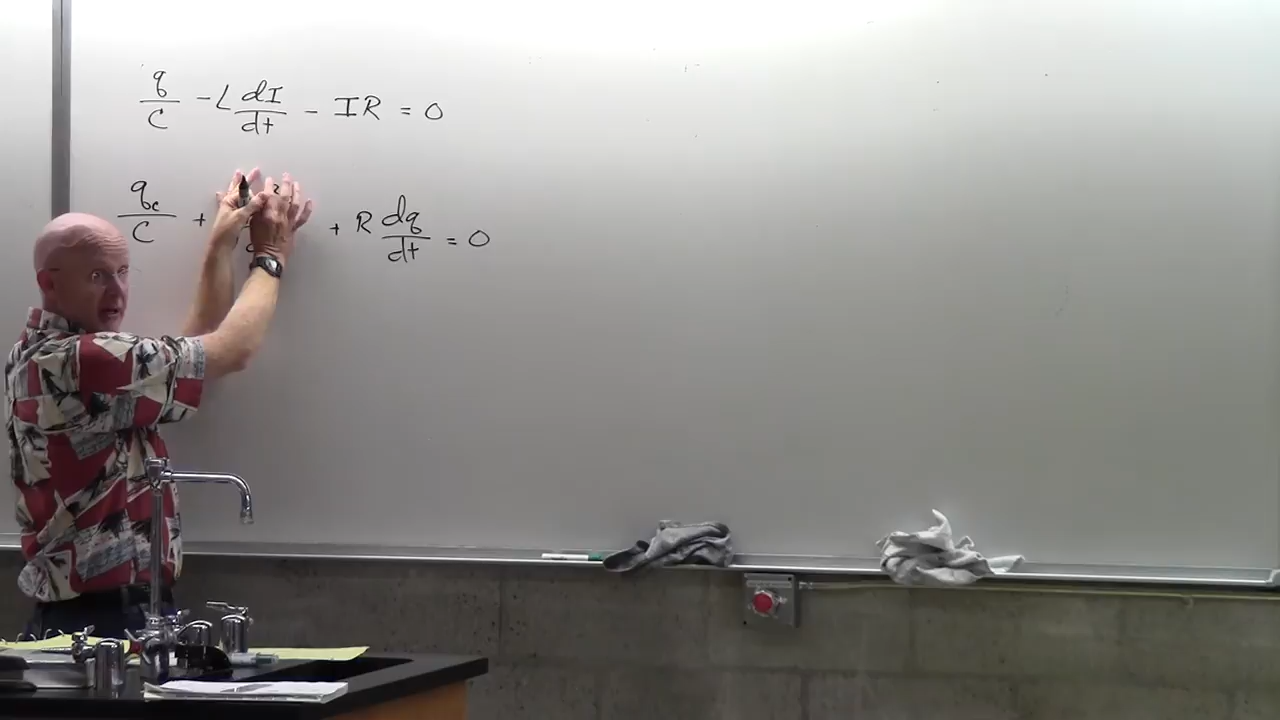 q/C - L dI/dt - IR = 0
q_c/C + + R dq/dt = 0